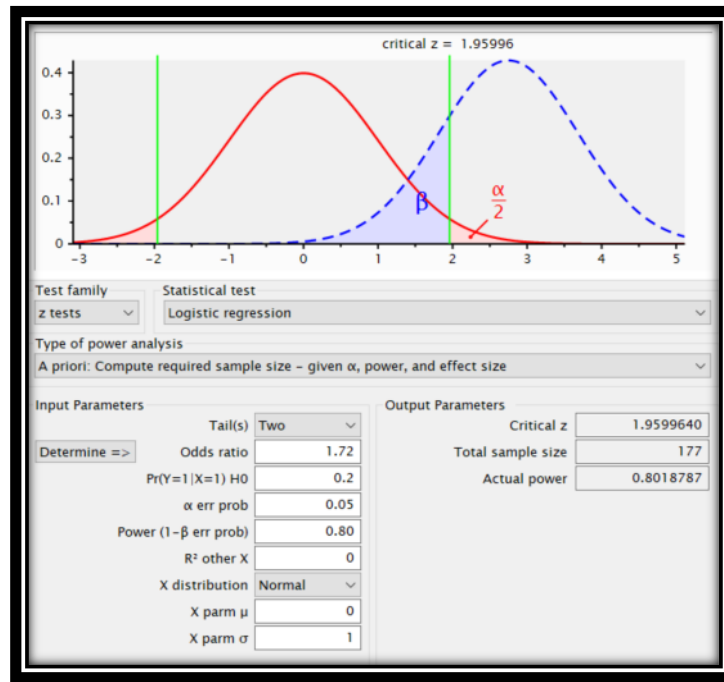 critical z = 1.95996
0.4
0.3
0.2
0.1
0
β
α
2
-3 -2 -1 0 1 2 3 4 5
Test family Statistical test
z tests Logistic regression
Type of power analysis
A priori: Compute required sample size – given α, power, and effect size
Input Parameters Output Parameters
Tail(s) Two Critical z 1.9599640
Determine => Odds ratio 1.72 Total sample size 177
Pr(Y=1|X=1) H0 0.2 Actual power 0.8018787
α err prob 0.05
Power (1-β err prob) 0.80
R² other X 0
X distribution Normal
X parm μ 0
X parm σ 1